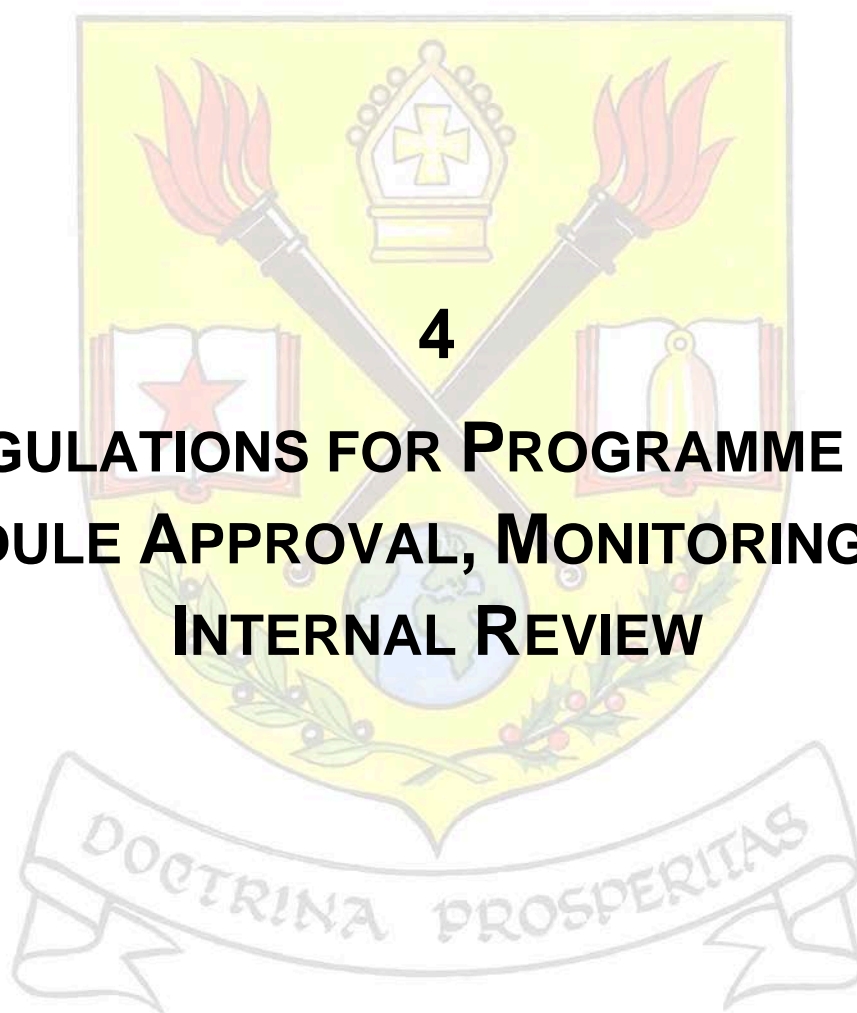 4
GULATIONS FOR PROGRAMME
DULE APPROVAL, MONITORING
INTERNAL REVIEW
DOCTRINA PROSPERITAS